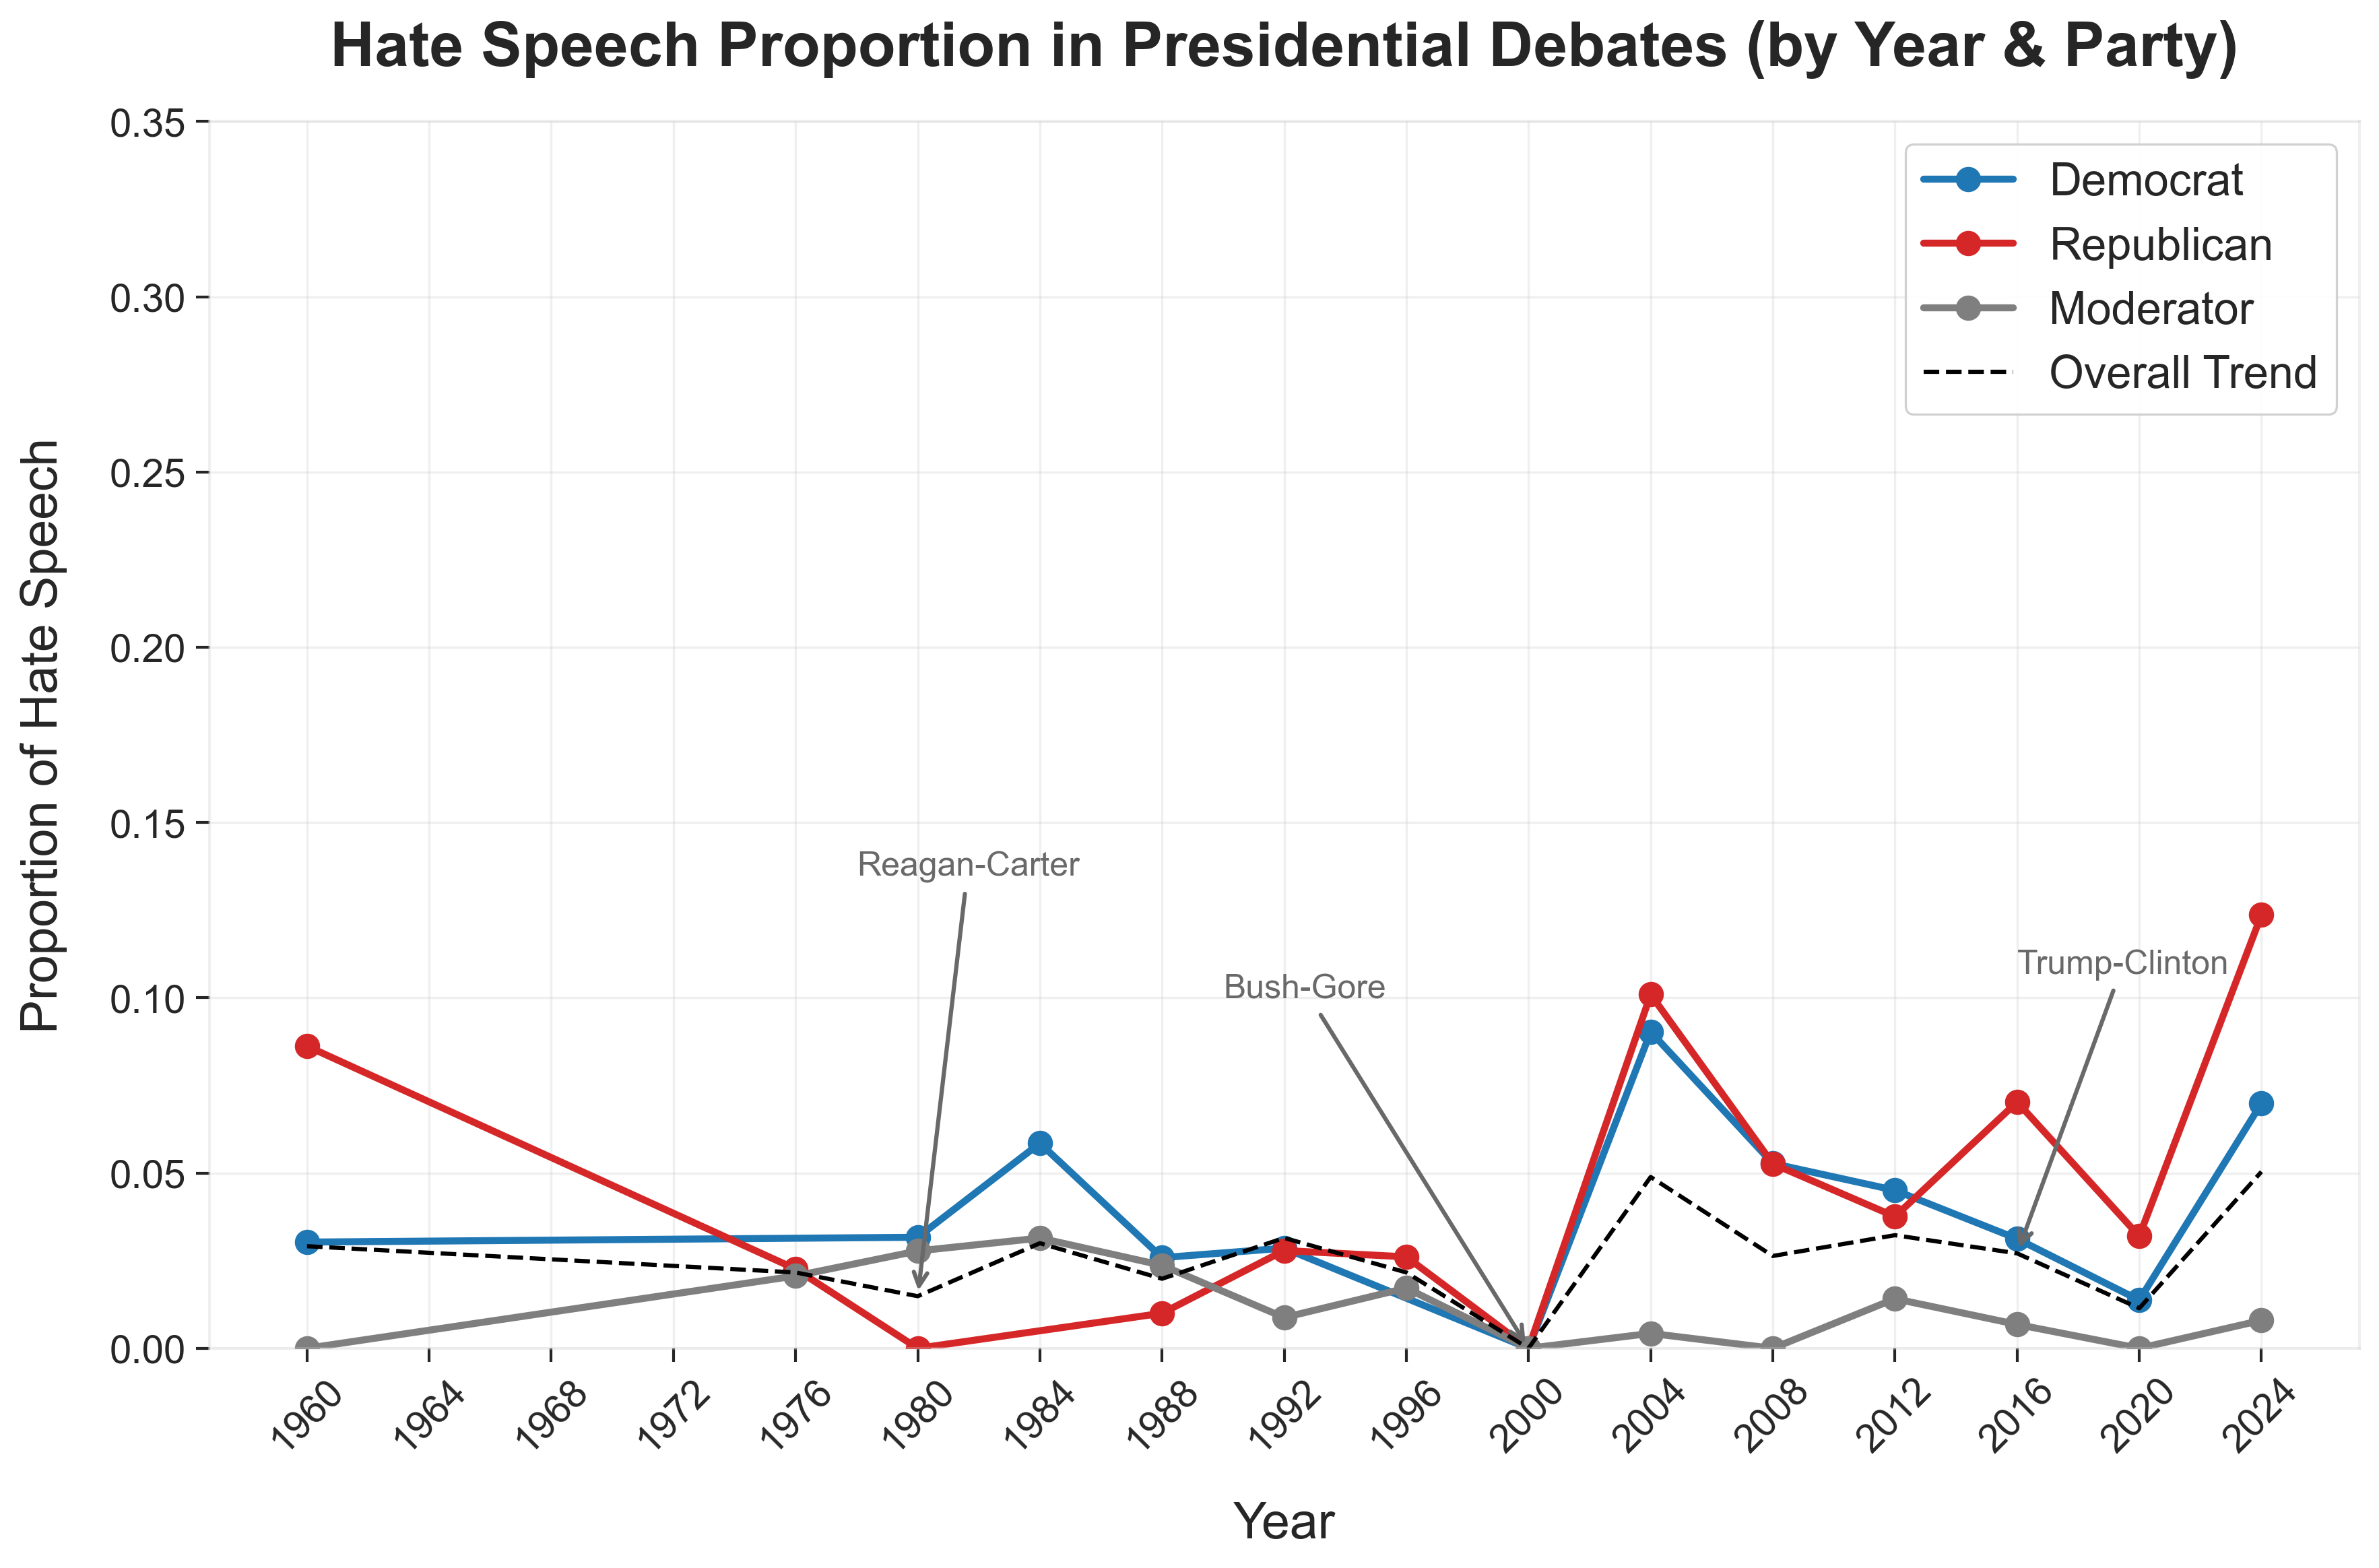 Hate Speech Proportion in Presidential Debates (by Year & Party)
Proportion of Hate Speech
0.35
0.30
0.25
0.20
0.15
0.10
0.05
0.00
Democrat
Republican
Moderator
Overall Trend
Reagan-Carter
Bush-Gore
Trump-Clinton
1960
1964
1968
1972
1976
1980
1984
1988
1992
1996
2000
2004
2008
2012
2016
2020
2024
Year